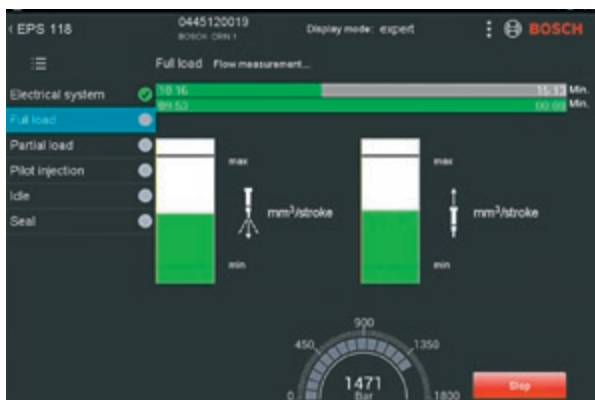 ‹ EPS 118
0445120019
BOSCH CRIN 1
Display mode: expert
BOSCH
Full load Flow measurement...
Electrical system
10:16 15:13 Min.
09:53 00:00 Min.
Full load
Partial load
Pilot injection
Idle
Seal
max
mm³/stroke
min
max
mm³/stroke
min
0
450
900
1350
1800
1471
Bar
Stop